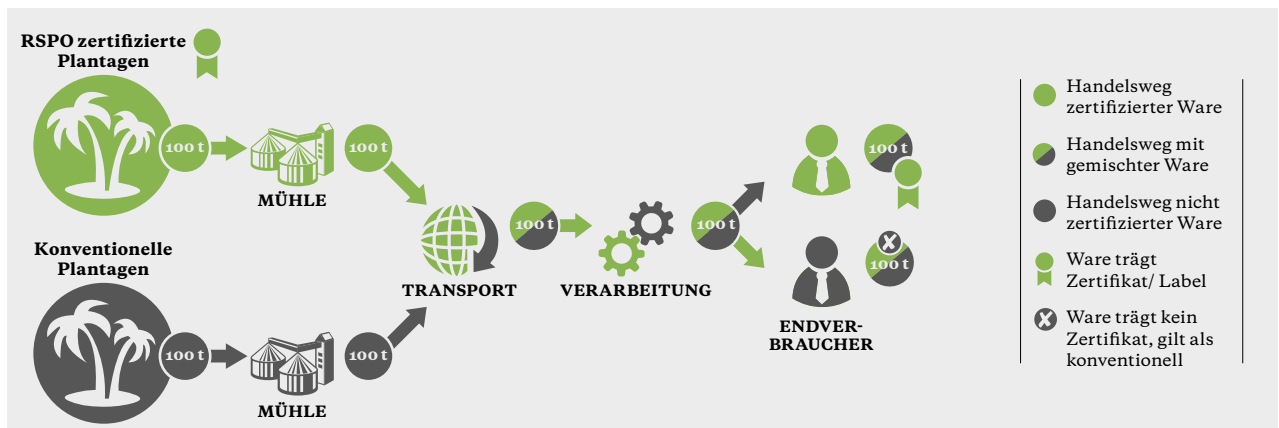 RSPO zertifizierte
Plantagen
100 t
MÜHLE
100 t
Konventionelle
Plantagen
100 t
MÜHLE
100 t
TRANSPORT
100 t
VERARBEITUNG
100 t
100 t
100 t
ENDVER-
BRAUCHER
Handelsweg
zertifizierter Ware
Handelsweg mit
gemischter Ware
Handelsweg nicht
zertifizierter Ware
Ware trägt
Zertifikat/ Label
Ware trägt kein
Zertifikat, gilt als
konventionell